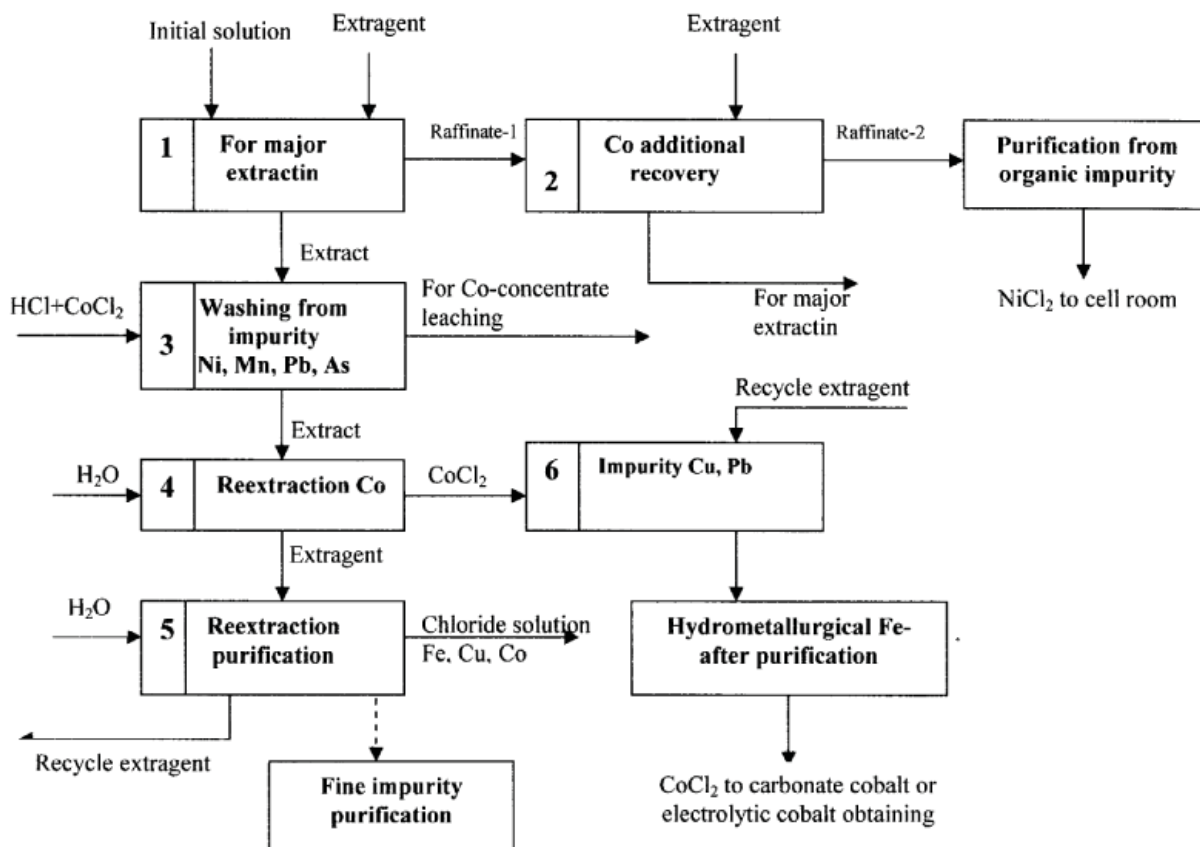 Initial solution
Extragent
Extragent
1
For major
extractin
Raffinate-1
2
Co additional
recovery
Raffinatc-2
Purification from
organic impurity
Extract
HCl+CoCl₂
3
Washing from
impurity
Ni, Mn, Pb, As
For Co-concentrate
leaching
For major
extractin
NiCl₂ to cell room
Recycle extragent
Extract
H₂O
4
Reextraction Co
CoCl₂
6
Impurity Cu, Pb
Extragent
H₂O
5
Reextraction
purification
Chloride solution
Fe, Cu, Co
Hydrometallurgical Fe-
after purification
Recycle extragent
Fine impurity
purification
CoCl₂ to carbonate cobalt or
electrolytic cobalt obtaining